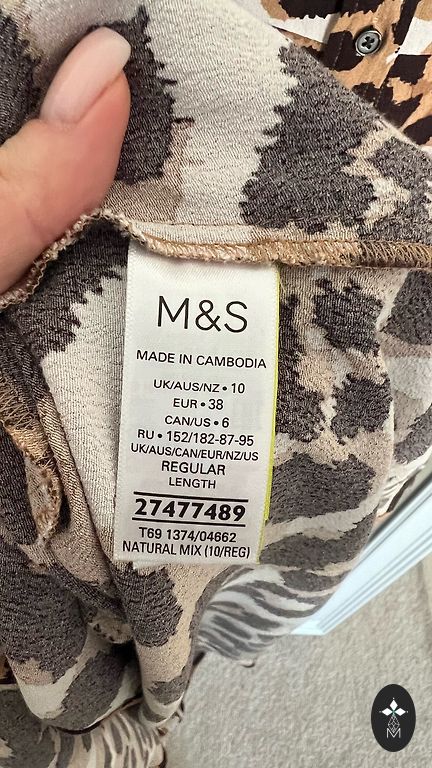 M&S
MADE IN CAMBODIA
UK/AUS/NZ • 10
EUR • 38
CAN/US • 6
RU • 152/182-87-95
UK/AUS/CAN/EUR/NZ/US
REGULAR
LENGTH
27477489
T69 1374/04662
NATURAL MIX (10/REG)
M